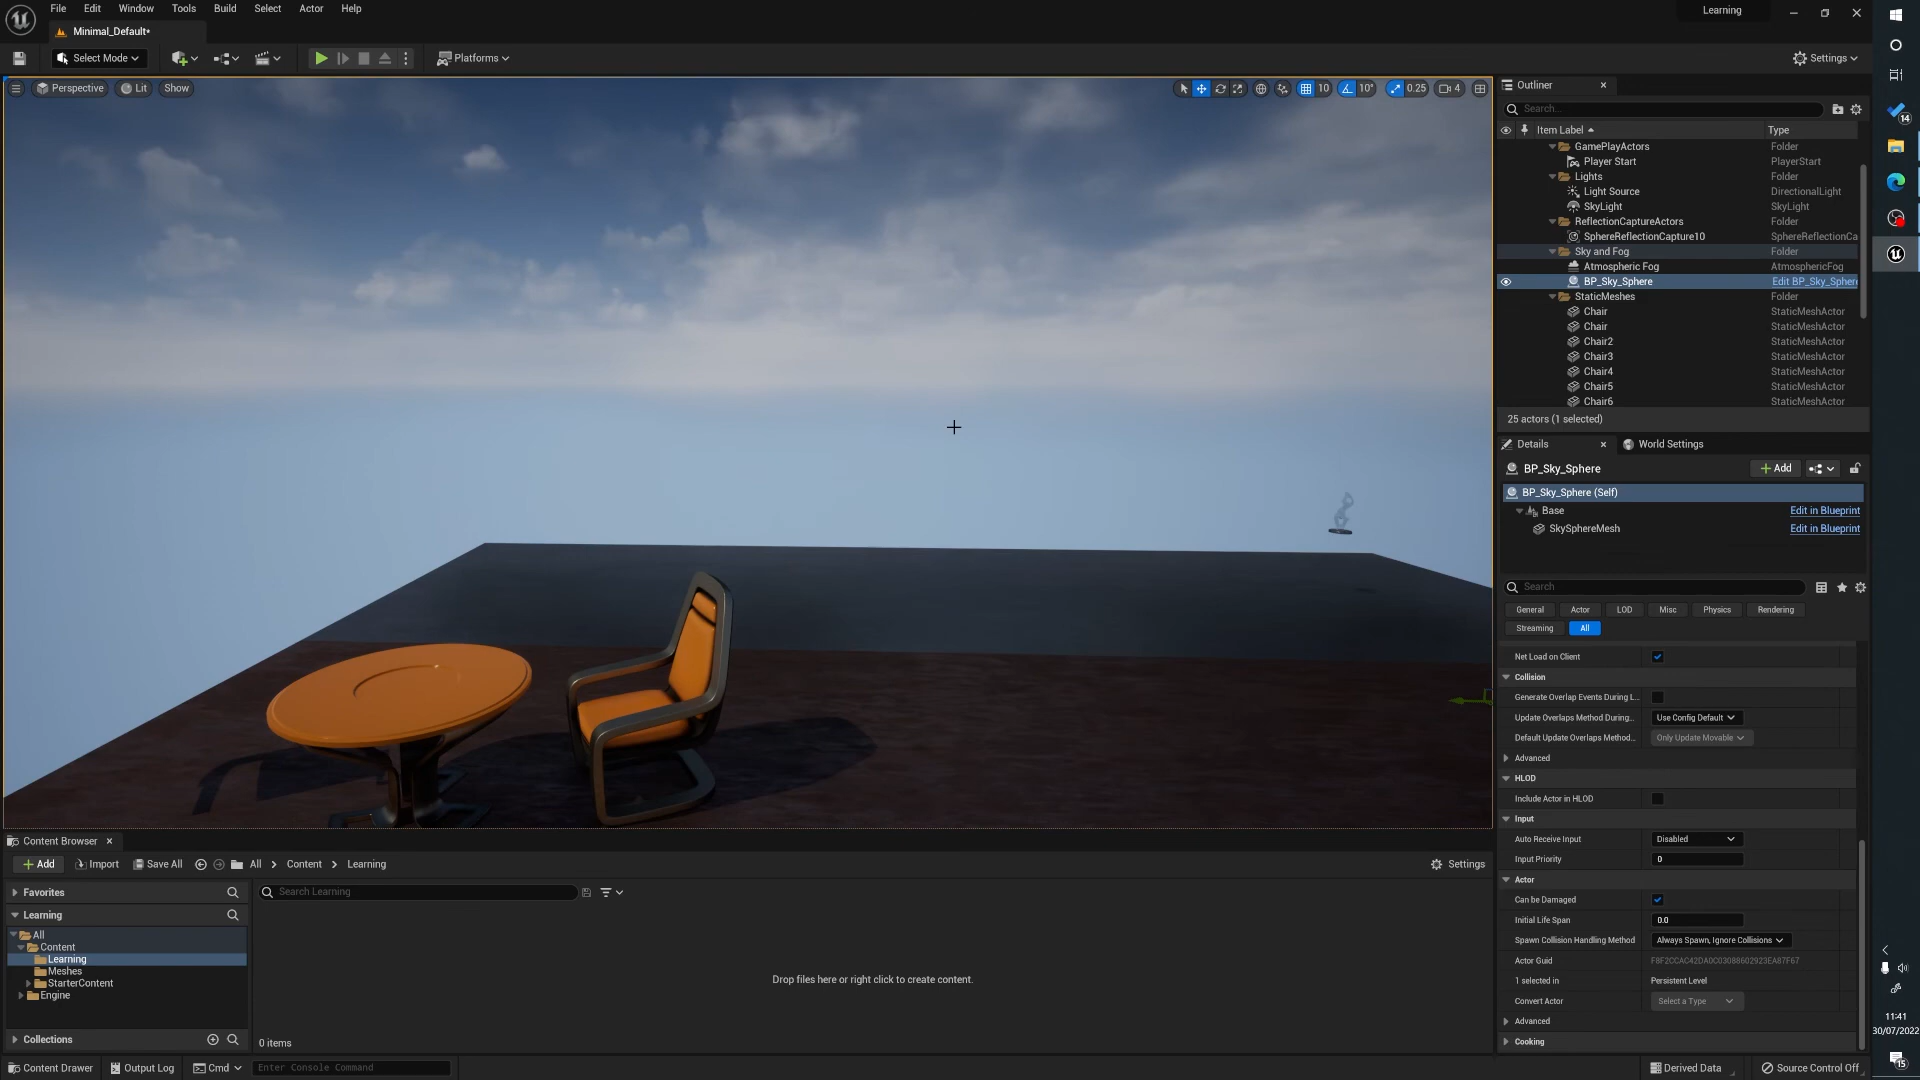 File Edit Window Tools Build Select Actor Help
Learning
Minimal_Default*
Select Mode
Platforms
Settings
Perspective Lit Show
10 10° 0.25 4
Outliner
Search...
Item Label Type
GamePlayActors Folder
Player Start PlayerStart
Lights Folder
Light Source DirectionalLight
SkyLight SkyLight
ReflectionCaptureActors Folder
SphereReflectionCapture10 SphereReflectionCa
Sky and Fog Folder
Atmospheric Fog AtmosphericFog
BP_Sky_Sphere Edit BP_Sky_Spher
StaticMeshes Folder
Chair StaticMeshActor
Chair StaticMeshActor
Chair2 StaticMeshActor
Chair3 StaticMeshActor
Chair4 StaticMeshActor
Chair5 StaticMeshActor
Chair6 StaticMeshActor
25 actors (1 selected)
Details World Settings
BP_Sky_Sphere
+ Add
BP_Sky_Sphere (Self)
Base Edit in Blueprint
SkySphereMesh Edit in Blueprint
Search
General Actor LOD Misc Physics Rendering
Streaming All
Net Load on Client
Collision
Generate Overlap Events During L...
Update Overlaps Method During... Use Config Default
Default Update Overlaps Method... Only Update Movable
Advanced
HLOD
Include Actor in HLOD
Input
Auto Receive Input Disabled
Input Priority 0
Actor
Can be Damaged
Initial Life Span 0.0
Spawn Collision Handling Method Always Spawn, Ignore Collisions
Actor Guid F8F2CCAC42DA0C03088602923EA87F67
1 selected in Persistent Level
Convert Actor Select a Type
Advanced
Cooking
Content Browser
+ Add Import Save All All > Content > Learning Settings
Favorites
Search Learning
Learning
All
Content
Learning
Meshes
StarterContent
Engine
Drop files here or right click to create content.
Collections
0 items
Content Drawer Output Log Cmd Enter Console Command
Derived Data Source Control Off
14
11:41
30/07/2022
15